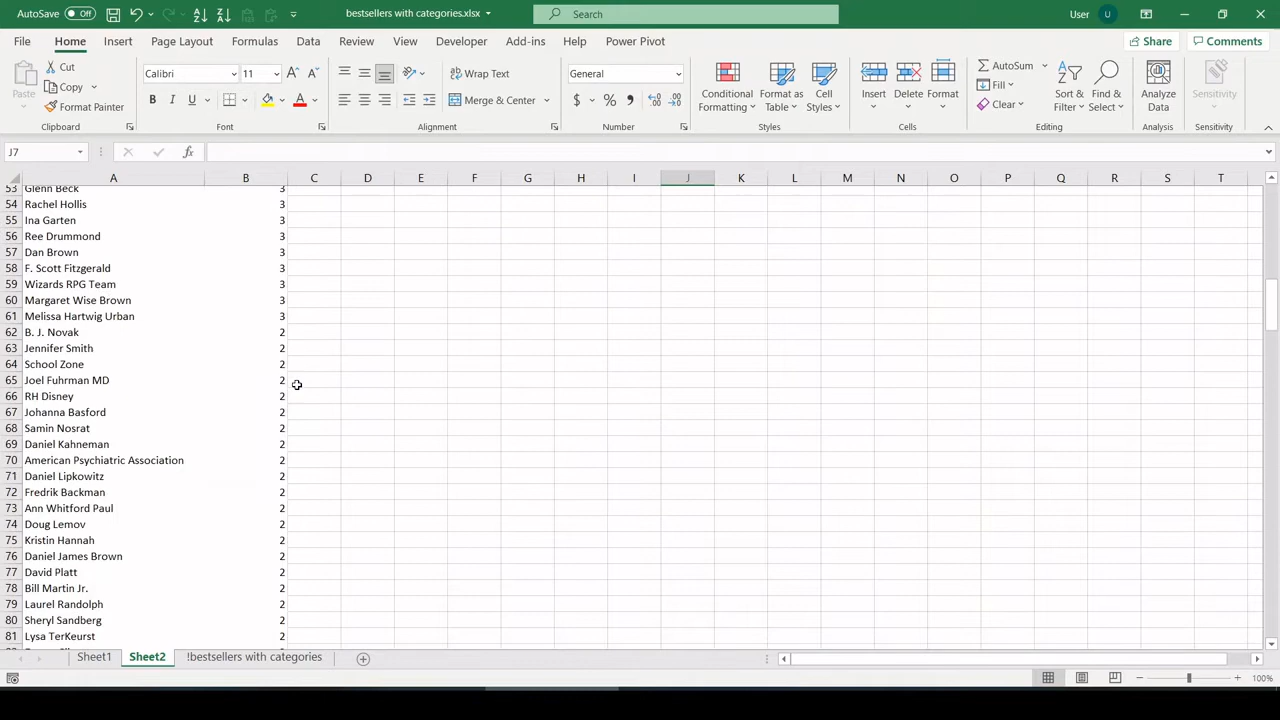 AutoSave Off bestsellers with categories.xlsx Search User U
File Home Insert Page Layout Formulas Data Review View Developer Add-ins Help Power Pivot Share Comments
Paste Cut Copy Format Painter Clipboard
Calibri 11 A A B I U A Font
Wrap Text Merge & Center Alignment
General $ % , Number
Conditional Formatting Format as Table Cell Styles Styles
Insert Delete Format Cells
AutoSum Fill Clear Sort & Filter Find & Select Editing
Analyze Data Analysis
Sensitivity Sensitivity
J7 fx
A B C D E F G H I J K L M N O P Q R S T
53 Glenn Beck 3
54 Rachel Hollis 3
55 Ina Garten 3
56 Ree Drummond 3
57 Dan Brown 3
58 F. Scott Fitzgerald 3
59 Wizards RPG Team 3
60 Margaret Wise Brown 3
61 Melissa Hartwig Urban 3
62 B. J. Novak 2
63 Jennifer Smith 2
64 School Zone 2
65 Joel Fuhrman MD 2
66 RH Disney 2
67 Johanna Basford 2
68 Samin Nosrat 2
69 Daniel Kahneman 2
70 American Psychiatric Association 2
71 Daniel Lipkowitz 2
72 Fredrik Backman 2
73 Ann Whitford Paul 2
74 Doug Lemov 2
75 Kristin Hannah 2
76 Daniel James Brown 2
77 David Platt 2
78 Bill Martin Jr. 2
79 Laurel Randolph 2
80 Sheryl Sandberg 2
81 Lysa TerKeurst 2
Sheet1 Sheet2 !bestsellers with categories
100%